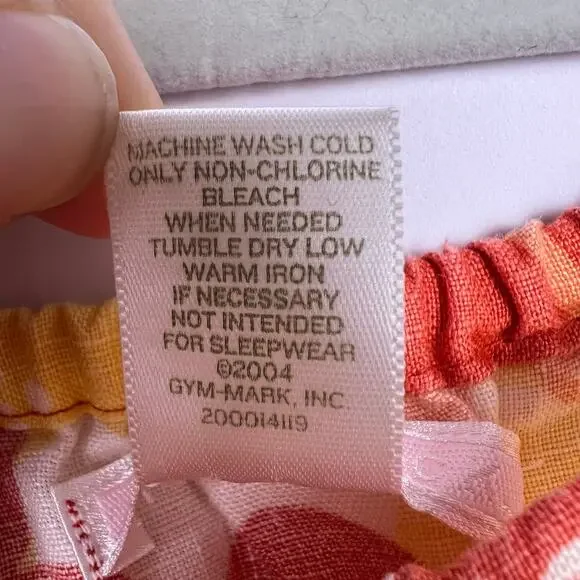 MACHINE WASH COLD
ONLY NON-CHLORINE
BLEACH
WHEN NEEDED
TUMBLE DRY LOW
WARM IRON
IF NECESSARY
NOT INTENDED
FOR SLEEPWEAR
©2004
GYM-MARK, INC.
200014119